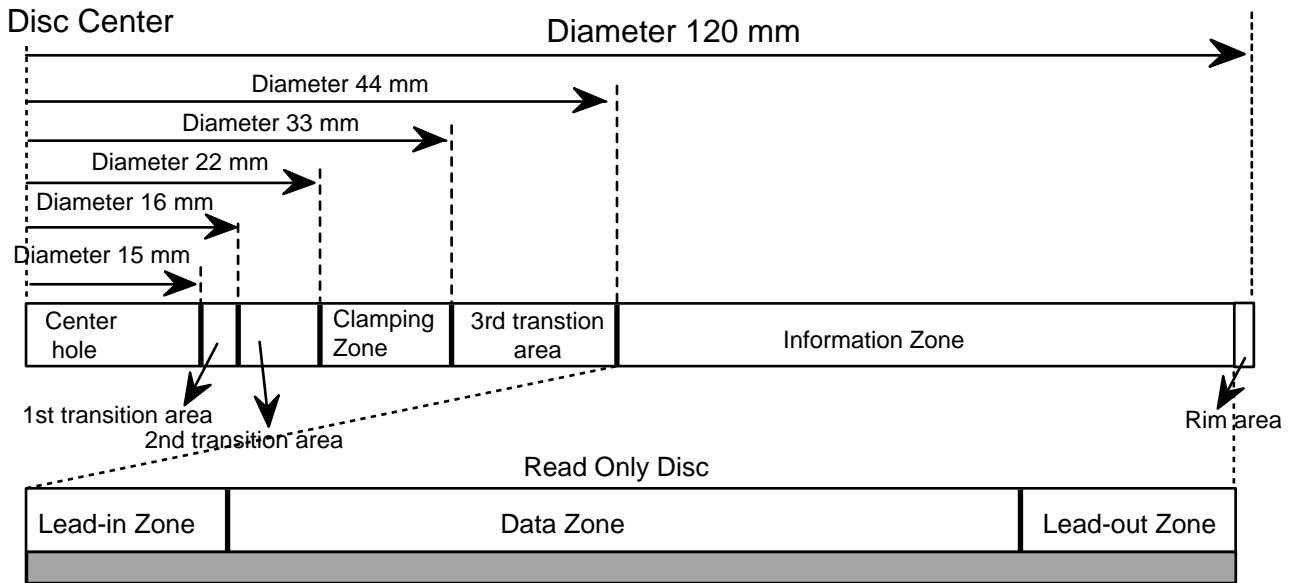 Disc Center
Diameter 120 mm
Diameter 44 mm
Diameter 33 mm
Diameter 22 mm
Diameter 16 mm
Diameter 15 mm
Center
hole
Clamping
Zone
3rd transtion
area
Information Zone
1st transition area
2nd transition area
Rim area
Read Only Disc
Lead-in Zone
Data Zone
Lead-out Zone